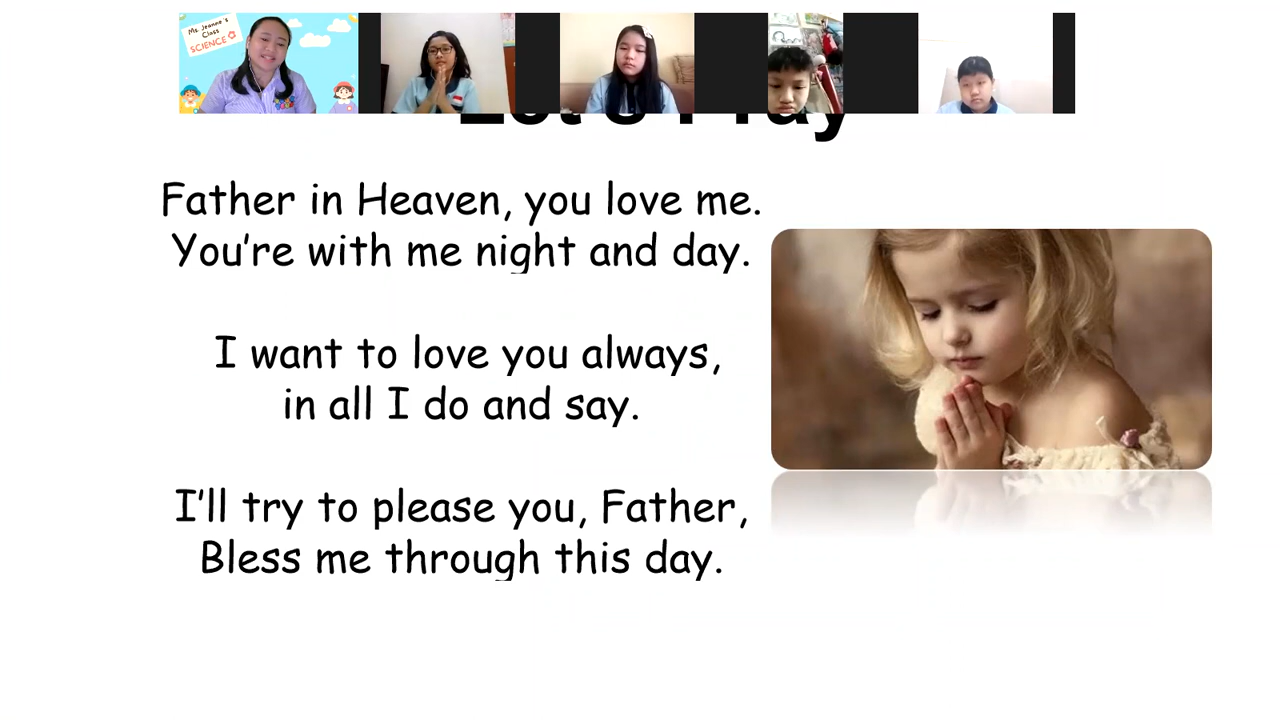 Ms. Jeanne's
Class
SCIENCE
Let's Pray
Father in Heaven, you love me.
You're with me night and day.
I want to love you always,
in all I do and say.
I'll try to please you, Father,
Bless me through this day.